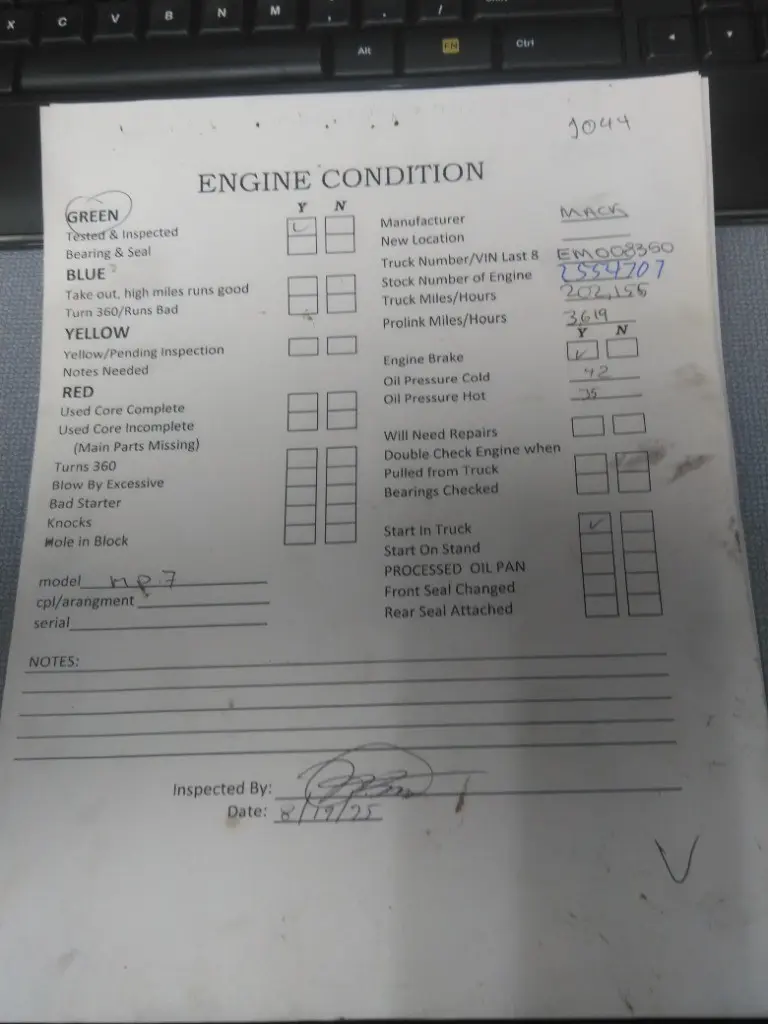 X C V B N M , . /
Alt FN Ctrl
1044
ENGINE CONDITION
GREEN Y N
Tested & Inspected
Bearing & Seal
BLUE
Take out, high miles runs good
Turn 360/Runs Bad
YELLOW
Yellow/Pending Inspection
Notes Needed
RED
Used Core Complete
Used Core Incomplete
(Main Parts Missing)
Turns 360
Blow By Excessive
Bad Starter
Knocks
Hole in Block
model MP.7
cpl/arangment
serial
Manufacturer MACK
New Location
Truck Number/VIN Last 8 EM008350
Stock Number of Engine 2554707
Truck Miles/Hours 202,156
Prolink Miles/Hours 3619
Y N
Engine Brake
Oil Pressure Cold 42
Oil Pressure Hot 35
Will Need Repairs
Double Check Engine when
Pulled from Truck
Bearings Checked
Start In Truck
Start On Stand
PROCESSED OIL PAN
Front Seal Changed
Rear Seal Attached
NOTES:
Inspected By:
Date: 8/19/25